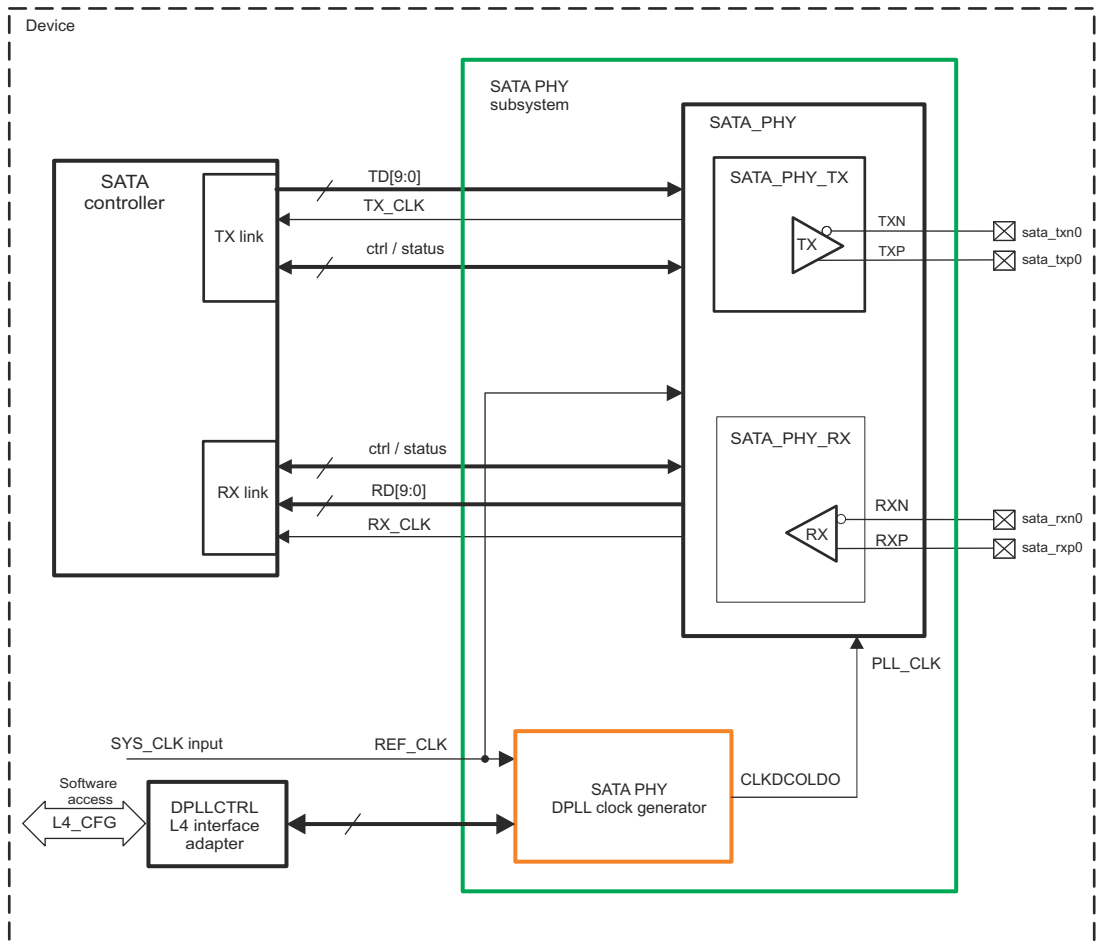 Device
SATA PHY
subsystem
SATA_PHY
SATA
controller
TX link
TD[9:0]
TX_CLK
ctrl / status
SATA_PHY_TX
TX
TXN
TXP
sata_txn0
sata_txp0
RX link
ctrl / status
RD[9:0]
RX_CLK
SATA_PHY_RX
RX
RXN
RXP
sata_rxn0
sata_rxp0
PLL_CLK
SYS_CLK input
REF_CLK
SATA PHY
DPLL clock generator
CLKDCOLDO
Software
access
L4_CFG
DPLLCTRL
L4 interface
adapter